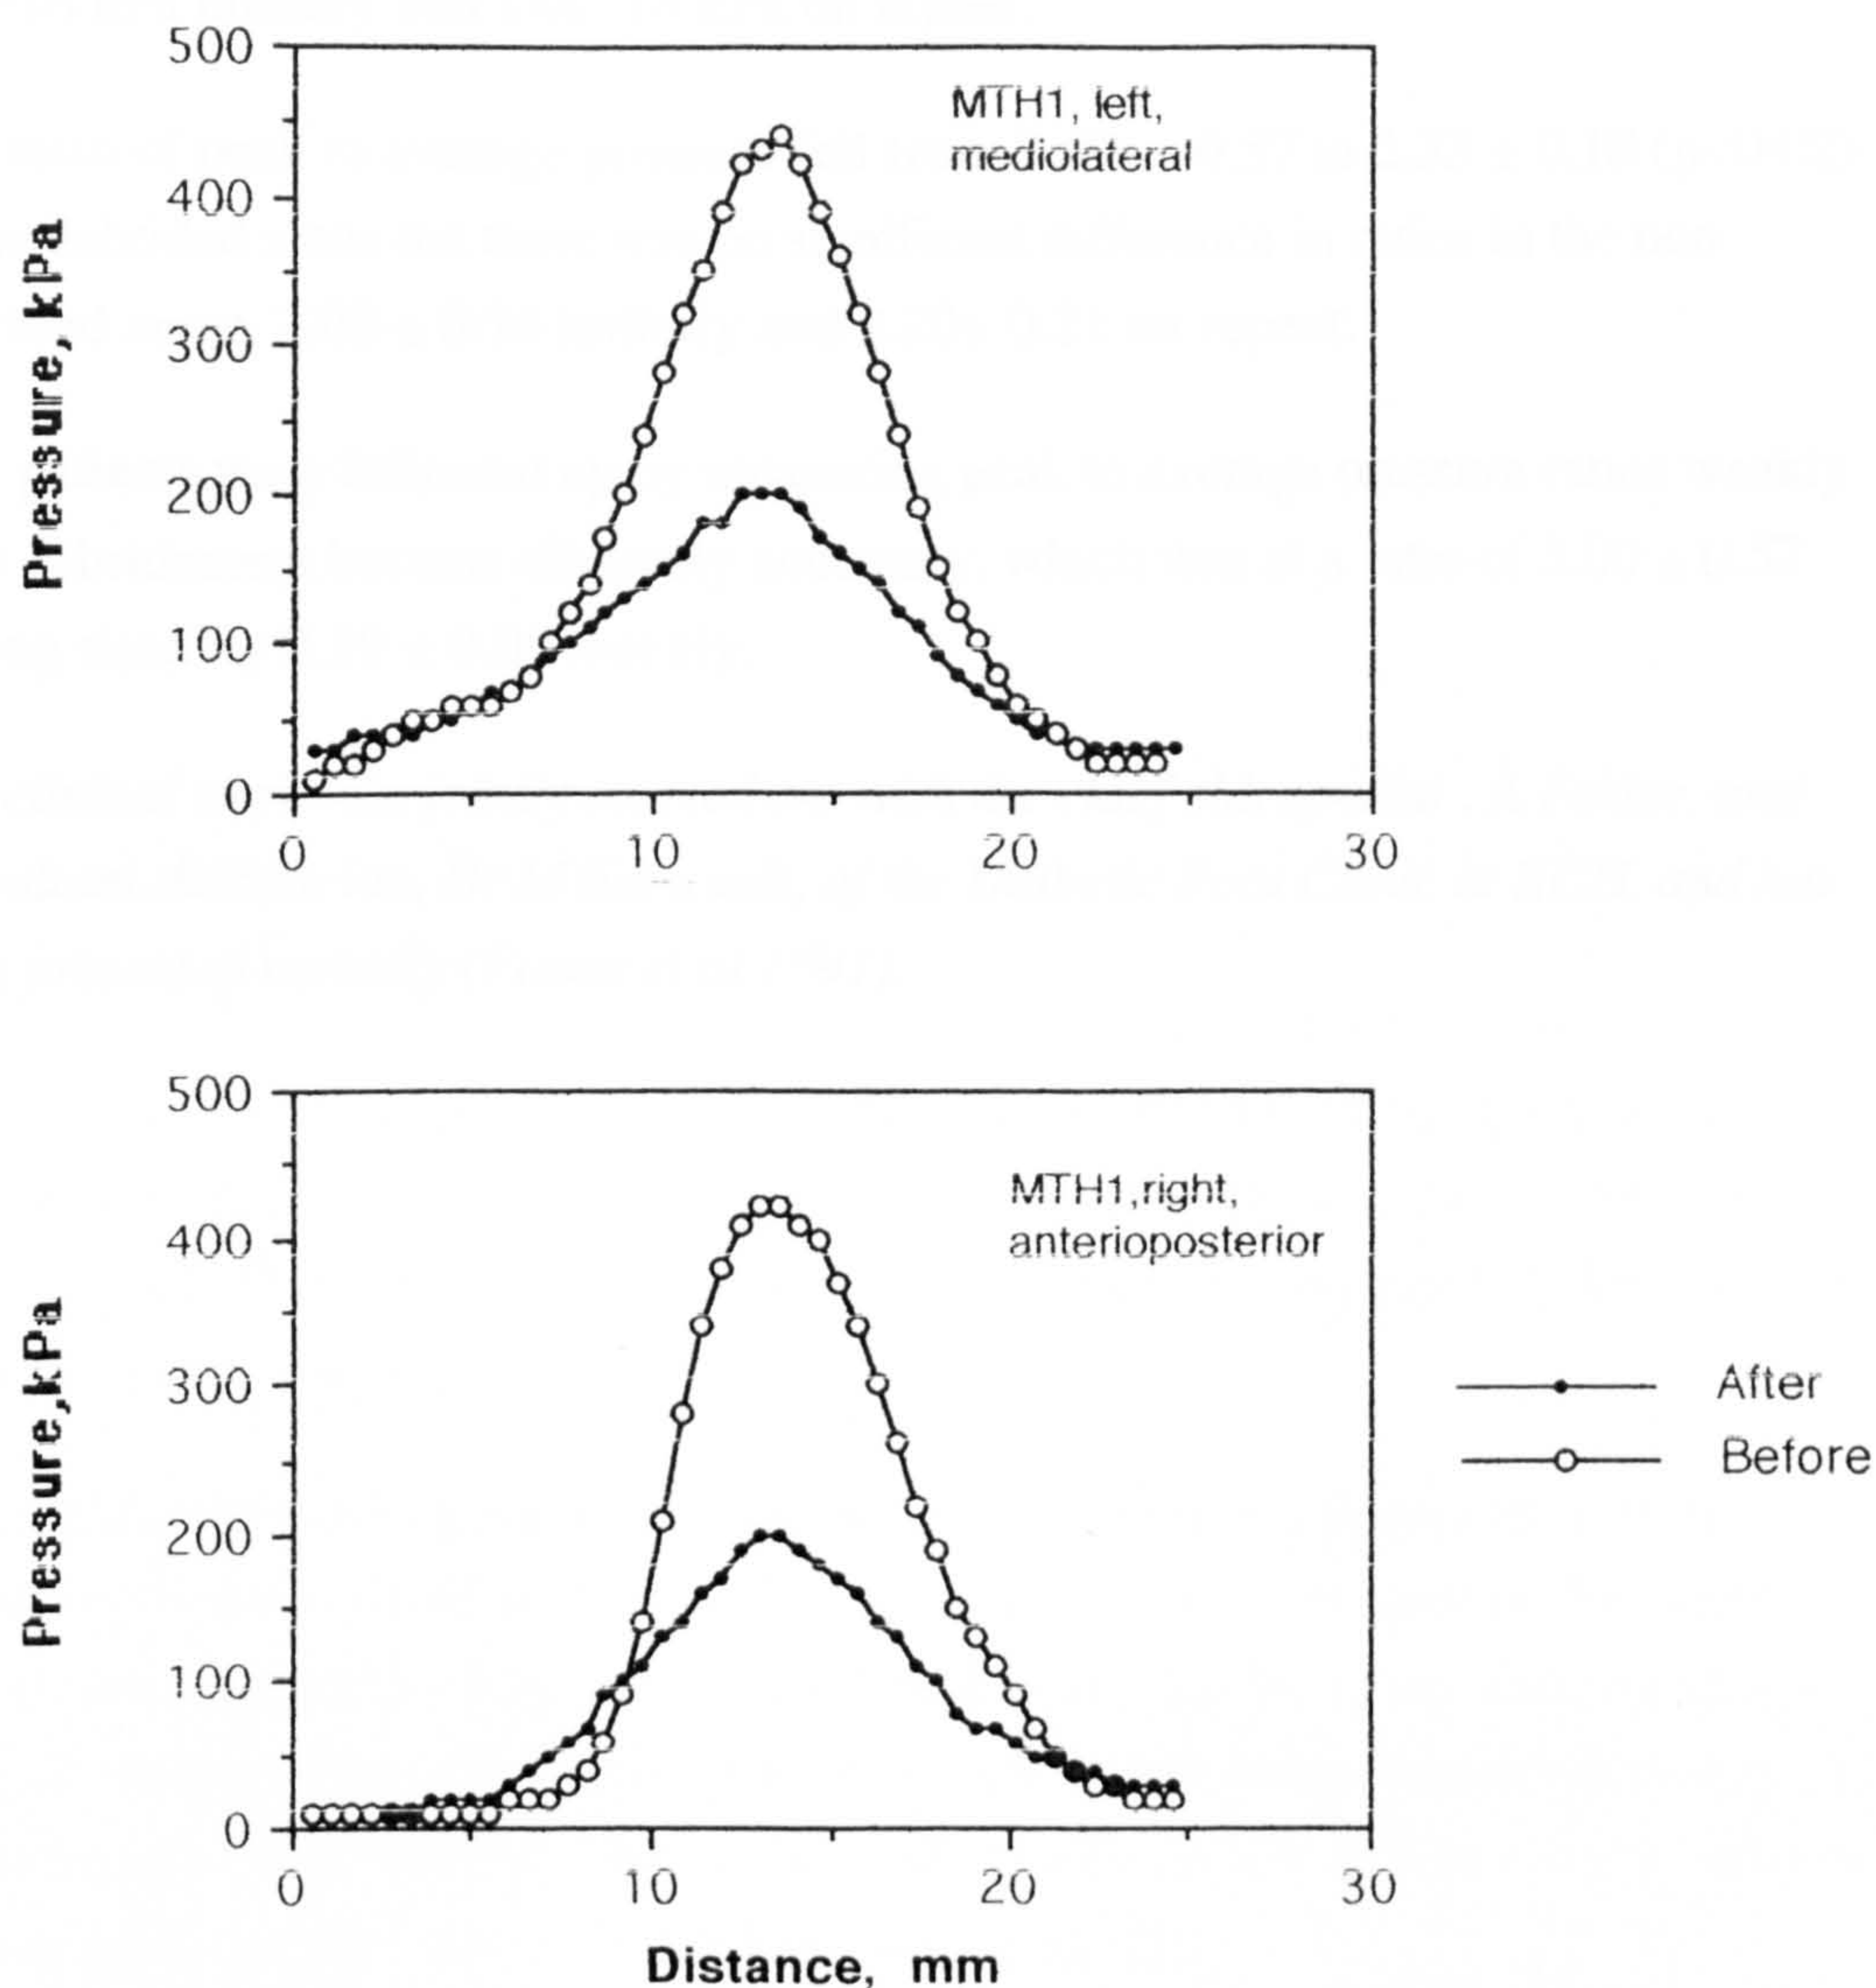 500
400
300
200
100
0
Pressure, kPa
MTH1, left,
mediolateral
0 10 20 30
500
400
300
200
100
0
Pressure,kPa
MTH1,right,
anterioposterior
After
Before
0 10 20 30
Distance, mm